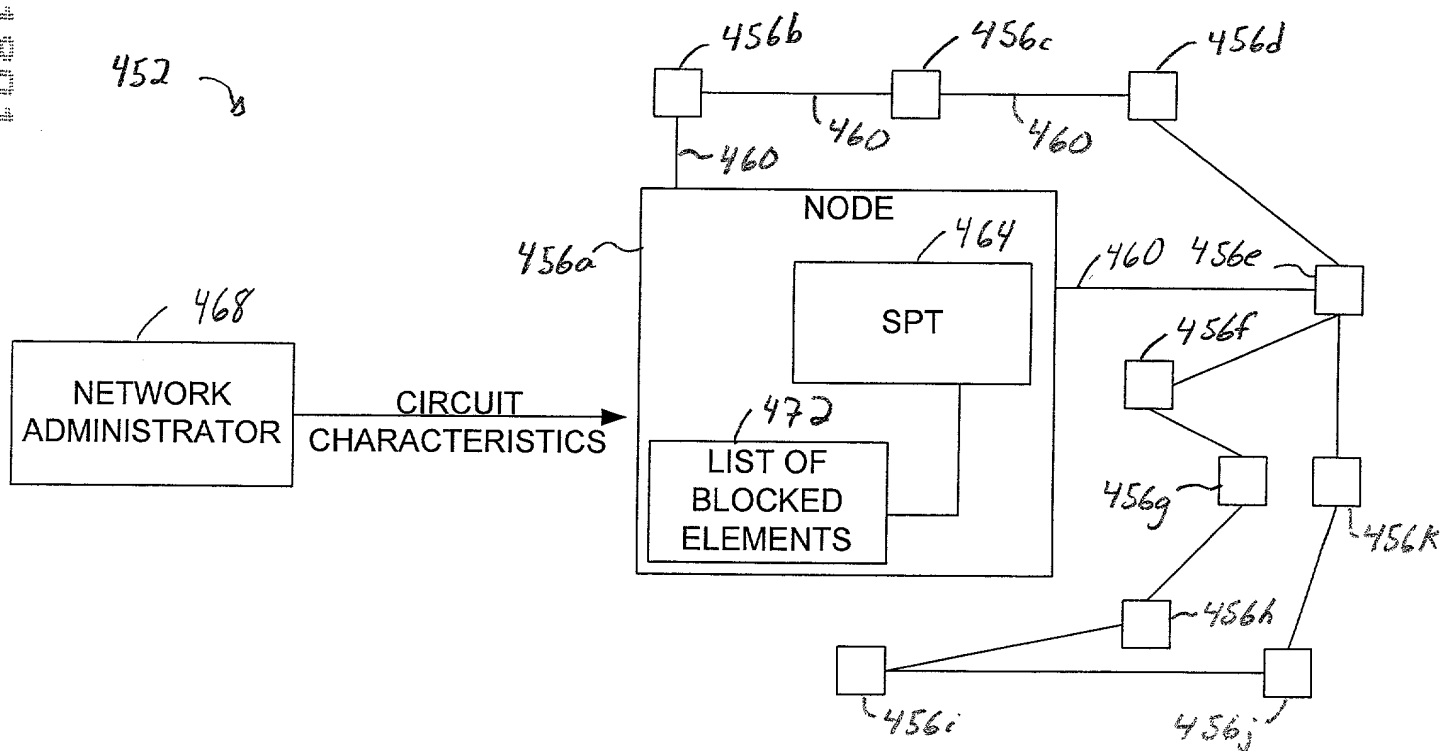 452
456b
456c
456d
460
460
460
NODE
456a
464
SPT
460
456e
456f
468
NETWORK
ADMINISTRATOR
CIRCUIT
CHARACTERISTICS
472
LIST OF
BLOCKED
ELEMENTS
456g
456k
456h
456i
456j